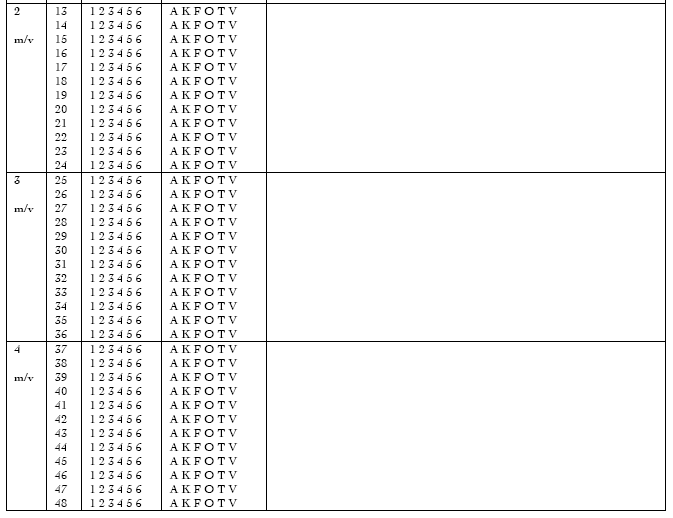 2 13 1 2 3 4 5 6 A K F O T V
14 1 2 3 4 5 6 A K F O T V
m/v 15 1 2 3 4 5 6 A K F O T V
16 1 2 3 4 5 6 A K F O T V
17 1 2 3 4 5 6 A K F O T V
18 1 2 3 4 5 6 A K F O T V
19 1 2 3 4 5 6 A K F O T V
20 1 2 3 4 5 6 A K F O T V
21 1 2 3 4 5 6 A K F O T V
22 1 2 3 4 5 6 A K F O T V
23 1 2 3 4 5 6 A K F O T V
24 1 2 3 4 5 6 A K F O T V
3 25 1 2 3 4 5 6 A K F O T V
26 1 2 3 4 5 6 A K F O T V
m/v 27 1 2 3 4 5 6 A K F O T V
28 1 2 3 4 5 6 A K F O T V
29 1 2 3 4 5 6 A K F O T V
30 1 2 3 4 5 6 A K F O T V
31 1 2 3 4 5 6 A K F O T V
32 1 2 3 4 5 6 A K F O T V
33 1 2 3 4 5 6 A K F O T V
34 1 2 3 4 5 6 A K F O T V
35 1 2 3 4 5 6 A K F O T V
36 1 2 3 4 5 6 A K F O T V
4 37 1 2 3 4 5 6 A K F O T V
38 1 2 3 4 5 6 A K F O T V
m/v 39 1 2 3 4 5 6 A K F O T V
40 1 2 3 4 5 6 A K F O T V
41 1 2 3 4 5 6 A K F O T V
42 1 2 3 4 5 6 A K F O T V
43 1 2 3 4 5 6 A K F O T V
44 1 2 3 4 5 6 A K F O T V
45 1 2 3 4 5 6 A K F O T V
46 1 2 3 4 5 6 A K F O T V
47 1 2 3 4 5 6 A K F O T V
48 1 2 3 4 5 6 A K F O T V